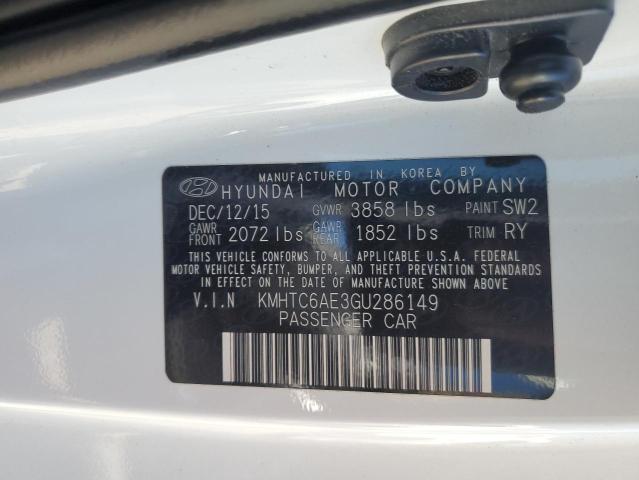 MANUFACTURED IN KOREA BY
HYUNDAI MOTOR COMPANY
DEC/12/15 GVWR 3858 lbs PAINT SW2
GAWR FRONT 2072 lbs GAWR REAR 1852 lbs TRIM RY
THIS VEHICLE CONFORMS TO ALL APPLICABLE U.S.A. FEDERAL
MOTOR VEHICLE SAFETY, BUMPER, AND THEFT PREVENTION
STANDARDS IN EFFECT ON THE DATE OF MANUFACTURE SHOWN ABOVE
V.I.N KMHTC6AE3GU286149
PASSENGER CAR